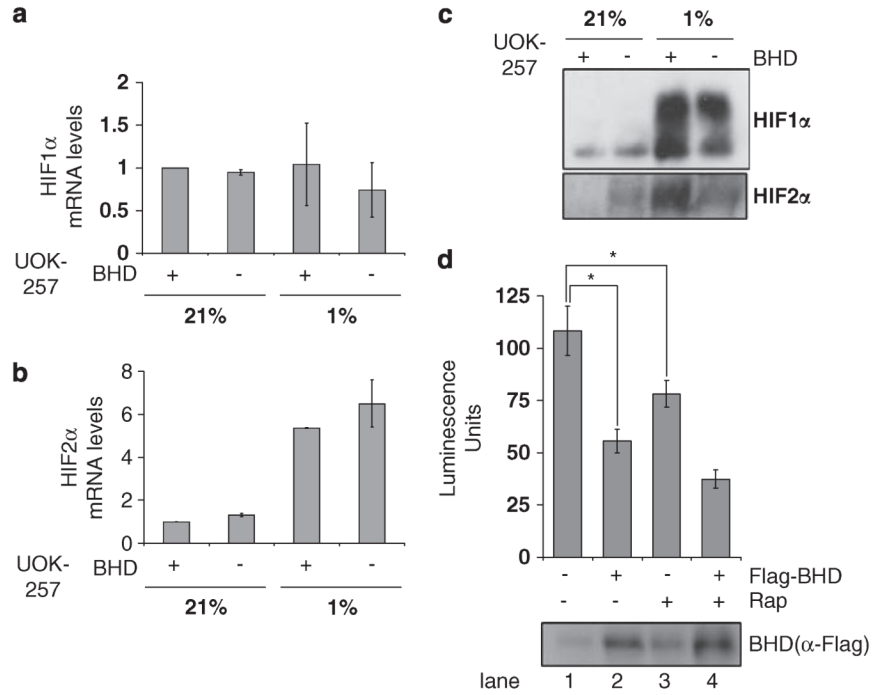 a
2
1.5
1
0.5
0
HIF1α
mRNA levels
UOK-
257
BHD
+ - + -
21% 1%
b
8
6
4
2
0
HIF2α
mRNA levels
UOK-
257
BHD
+ - + -
21% 1%
c
21% 1%
UOK-
257
+ - + - BHD
HIF1α
HIF2α
d
* 
*
125
100
75
50
25
0
Luminescence
Units
- + - + Flag-BHD
- - + + Rap
BHD(α-Flag)
lane 1 2 3 4